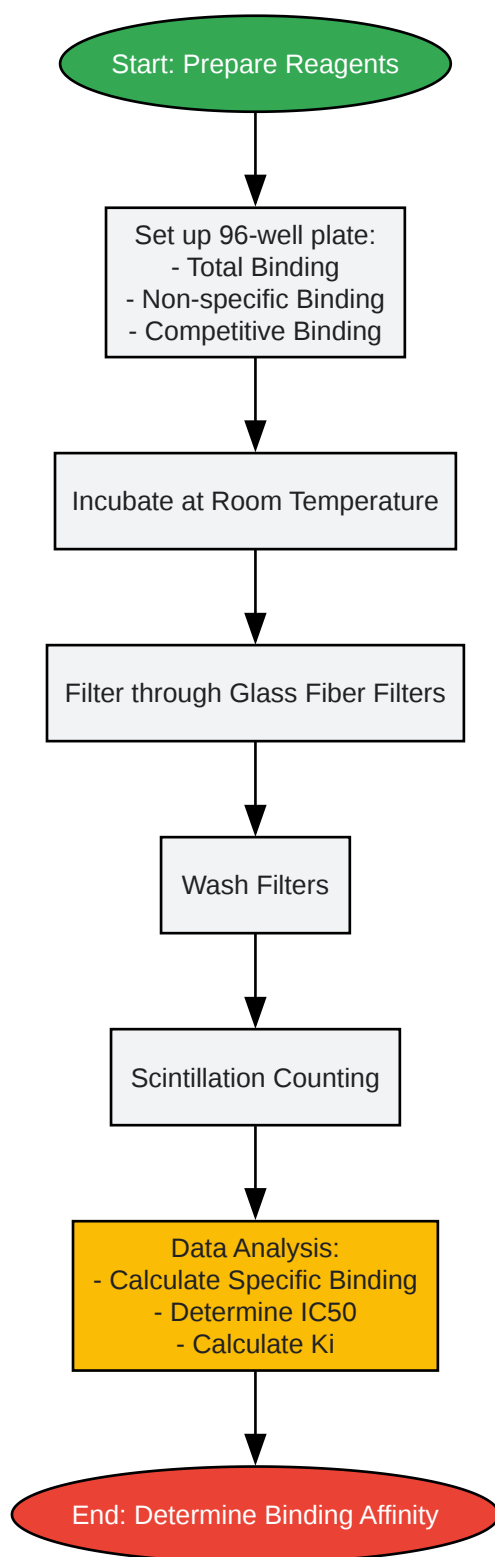 Start: Prepare Reagents
Set up 96-well plate:
- Total Binding
- Non-specific Binding
- Competitive Binding
Incubate at Room Temperature
Filter through Glass Fiber Filters
Wash Filters
Scintillation Counting
Data Analysis:
- Calculate Specific Binding
- Determine IC50
- Calculate Ki
End: Determine Binding Affinity